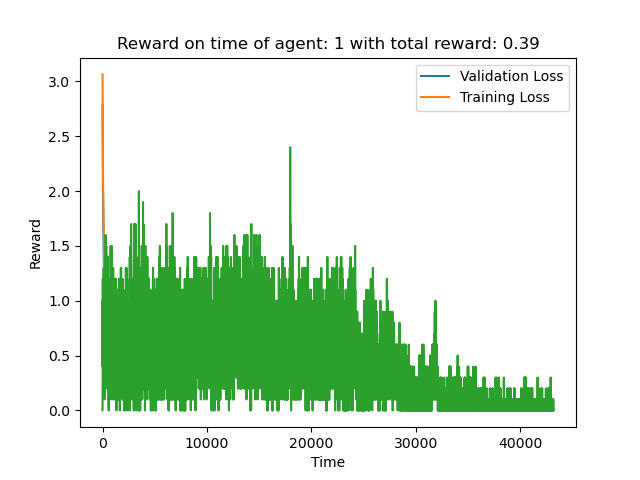 Reward on time of agent: 1 with total reward: 0.39
Validation Loss
Training Loss
3.0
2.5
2.0
1.5
1.0
0.5
0.0
Reward
0 10000 20000 30000 40000
Time